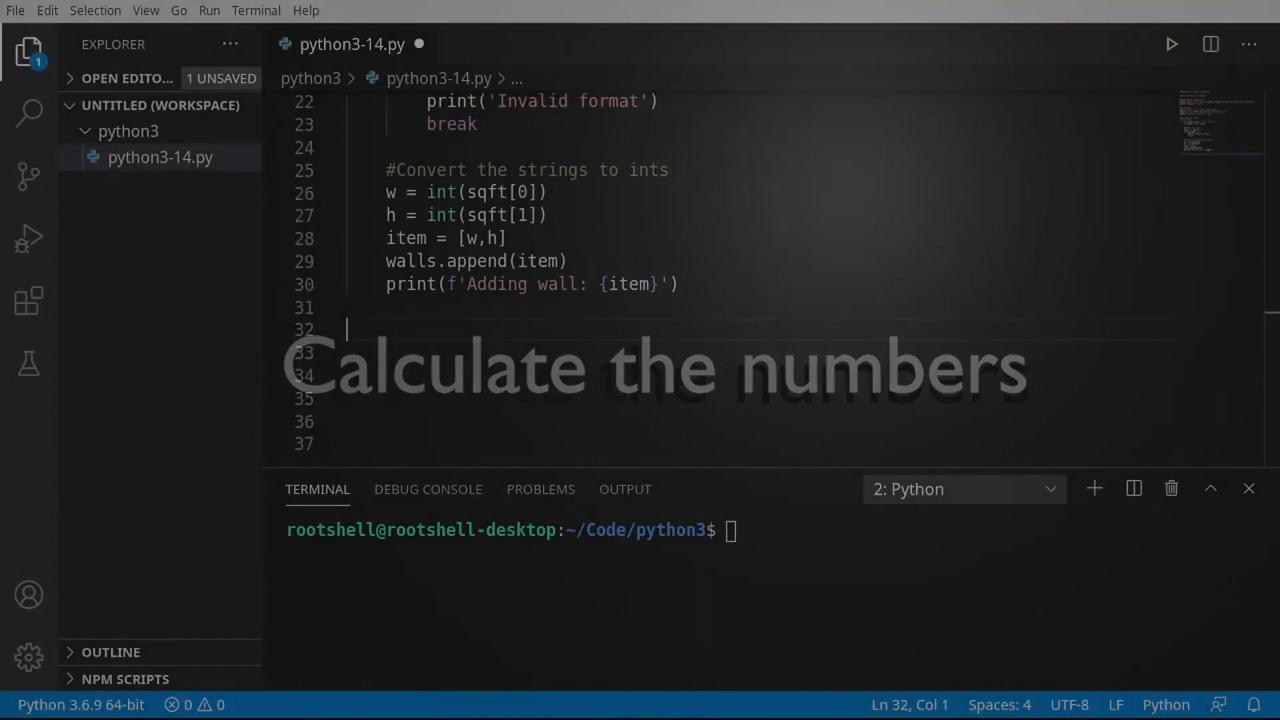 File Edit Selection View Go Run Terminal Help
EXPLORER ...
python3-14.py
OPEN EDITO... 1 UNSAVED
python3 > python3-14.py > ...
UNTITLED (WORKSPACE)
python3
python3-14.py
22 print('Invalid format')
23 break
24
25 #Convert the strings to ints
26 w = int(sqft[0])
27 h = int(sqft[1])
28 item = [w,h]
29 walls.append(item)
30 print(f'Adding wall: {item}')
31
32
33
Calculate the numbers
34
35
36
37
TERMINAL DEBUG CONSOLE PROBLEMS OUTPUT 2: Python
rootshell@rootshell-desktop:~/Code/python3$
OUTLINE
NPM SCRIPTS
Python 3.6.9 64-bit 0 0 Ln 32, Col 1 Spaces: 4 UTF-8 LF Python
1